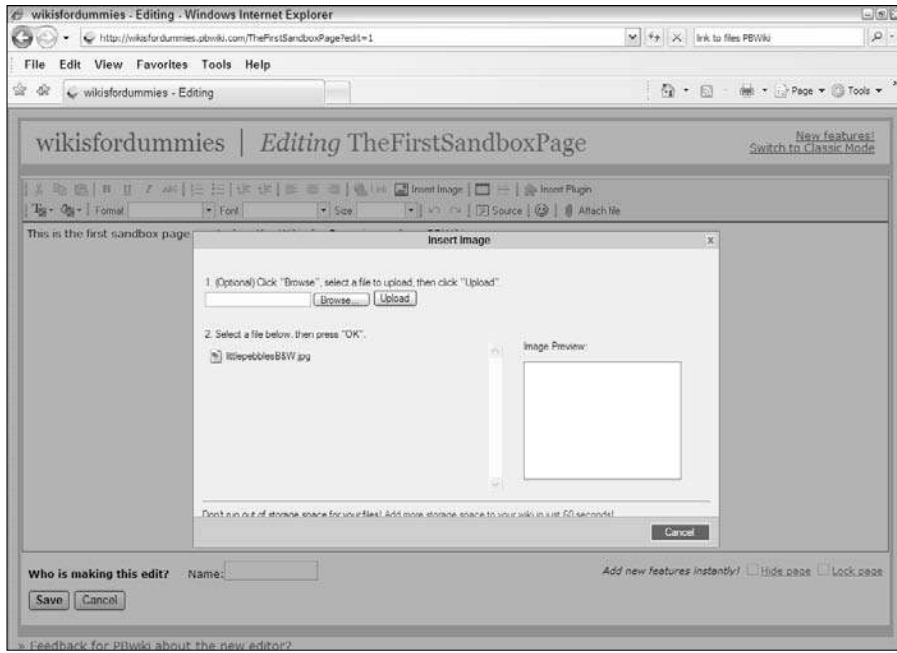 wikisfordummies - Editing - Windows Internet Explorer
http://wikisfordummies.pbwiki.com/TheFirstSandboxPage?edit=1
link to files PBWiki
File Edit View Favorites Tools Help
wikisfordummies - Editing
Page Tools
wikisfordummies | Editing TheFirstSandboxPage
New features!
Switch to Classic Mode
B U I ABC Link Insert Image Insert Plugin
Format Font Size Source Attach file
This is the first sandbox page
Insert Image
X
1. (Optional) Click "Browse", select a file to upload, then click "Upload".
Browse... Upload
2. Select a file below, then press "OK".
littlepebblesB&W.jpg
Image Preview:
Don't run out of storage space for your files! Add more storage space to your wiki in just 60 seconds!
Cancel
Who is making this edit? Name:
Add new features instantly! Hide page Lock page
Save Cancel
» Feedback for PBwiki about the new editor?